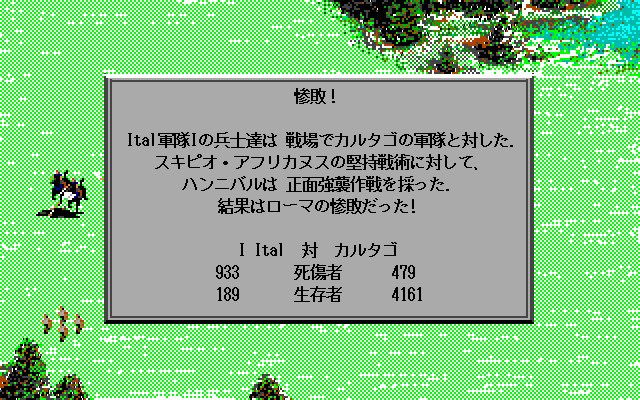 惨敗！
Ital軍隊Iの兵士達は 戦場でカルタゴの軍隊と対した.
スキピオ・アフリカヌスの堅持戦術に対して、
ハンニバルは 正面強襲作戦を採った.
結果はローマの惨敗だった!
I Ital 対 カルタゴ
933 死傷者 479
189 生存者 4161